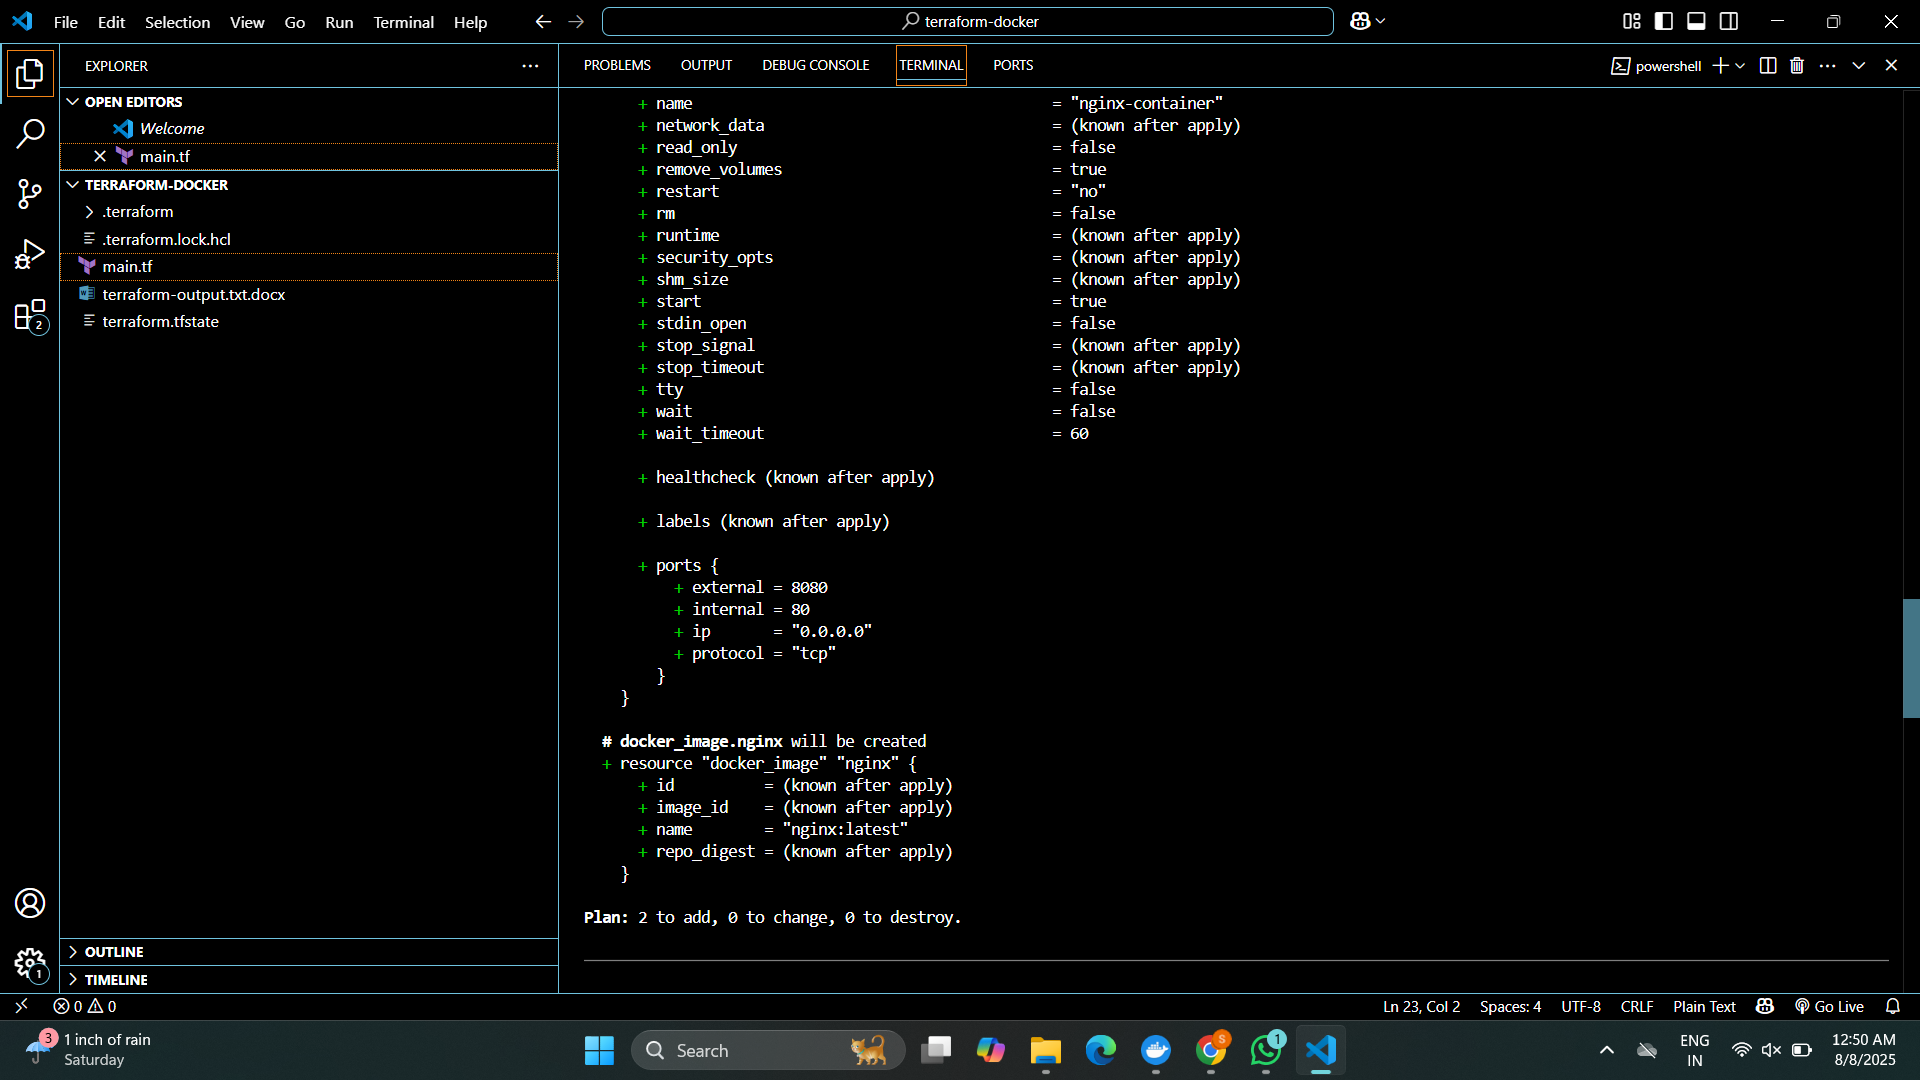 File Edit Selection View Go Run Terminal Help
terraform-docker
EXPLORER
OPEN EDITORS
Welcome
main.tf
TERRAFORM-DOCKER
.terraform
.terraform.lock.hcl
main.tf
terraform-output.txt.docx
terraform.tfstate
OUTLINE
TIMELINE
2
1
PROBLEMS OUTPUT DEBUG CONSOLE TERMINAL PORTS
powershell
+ name = "nginx-container"
+ network_data = (known after apply)
+ read_only = false
+ remove_volumes = true
+ restart = "no"
+ rm = false
+ runtime = (known after apply)
+ security_opts = (known after apply)
+ shm_size = (known after apply)
+ start = true
+ stdin_open = false
+ stop_signal = (known after apply)
+ stop_timeout = (known after apply)
+ tty = false
+ wait = false
+ wait_timeout = 60
+ healthcheck (known after apply)
+ labels (known after apply)
+ ports {
+ external = 8080
+ internal = 80
+ ip = "0.0.0.0"
+ protocol = "tcp"
}
}
# docker_image.nginx will be created
+ resource "docker_image" "nginx" {
+ id = (known after apply)
+ image_id = (known after apply)
+ name = "nginx:latest"
+ repo_digest = (known after apply)
}
Plan: 2 to add, 0 to change, 0 to destroy.
0 0
Ln 23, Col 2 Spaces: 4 UTF-8 CRLF Plain Text Go Live
3
1 inch of rain
Saturday
Search
S
1
ENG
IN
12:50 AM
8/8/2025